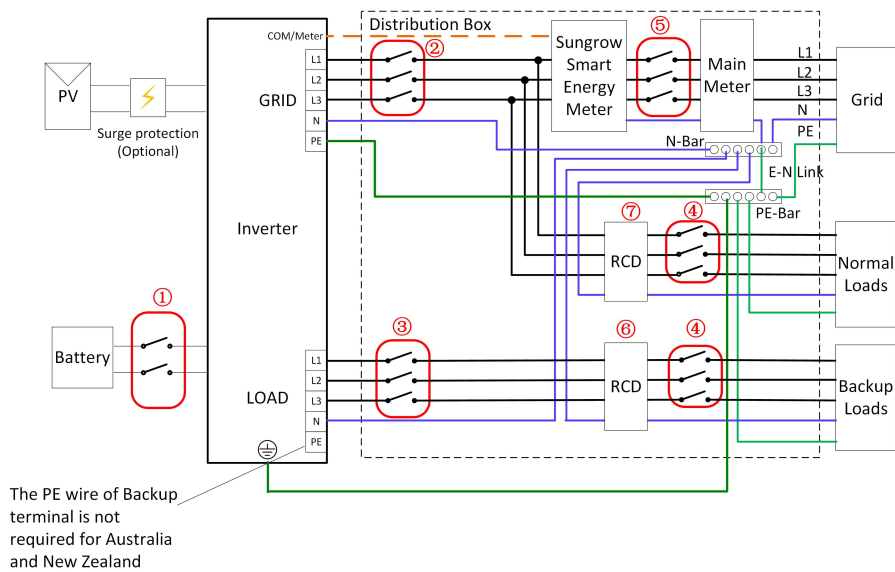 Distribution Box
COM/Meter
②
⑤
L1
L2
L3
N
PE
GRID
Sungrow
Smart
Energy
Meter
Main
Meter
L1
L2
L3
N
PE
Grid
PV
Surge protection
(Optional)
N-Bar
E-N Link
PE-Bar
Inverter
⑦
④
RCD
Normal
Loads
①
Battery
③
⑥
④
L1
L2
L3
N
PE
LOAD
RCD
Backup
Loads
The PE wire of Backup
terminal is not
required for Australia
and New Zealand